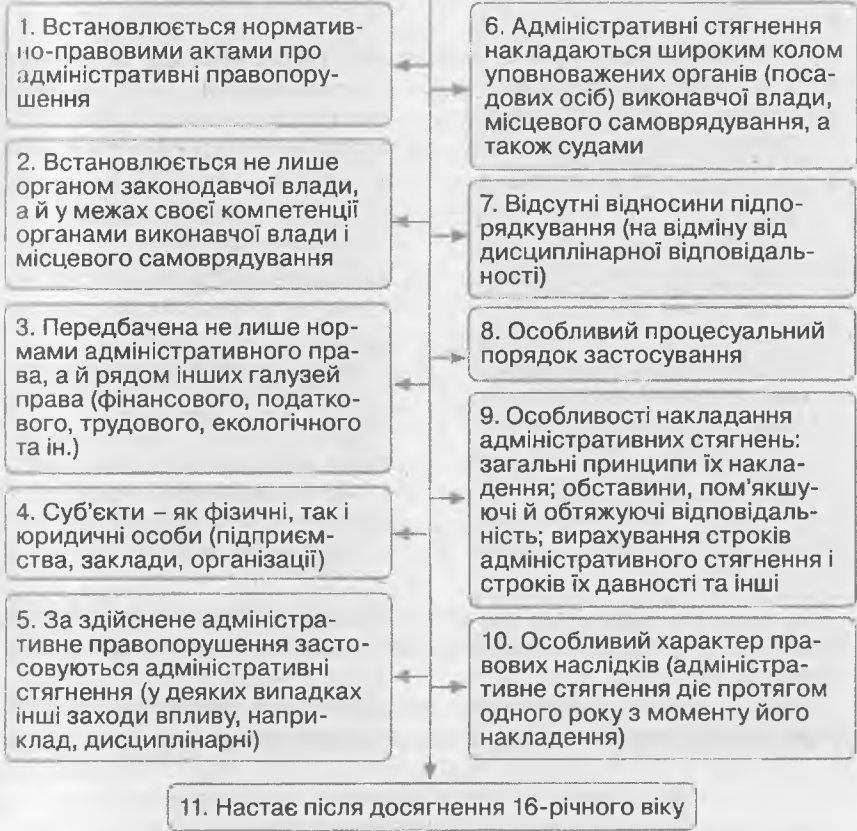 1. Встановлюється норматив-
но-правовими актами про
адміністративні правопору-
шення
2. Встановлюється не лише
органом законодавчої влади,
а й у межах своєї компетенції
органами виконавчої влади і
місцевого самоврядування
3. Передбачена не лише нор-
мами адміністративного пра-
ва, а й рядом інших галузей
права (фінансового, податко-
вого, трудового, екологічного
та ін.)
4. Суб’єкти – як фізичні, так і
юридичні особи (підприєм-
ства, заклади, організації)
5. За здійснене адміністра-
тивне правопорушення засто-
совуються адміністративні
стягнення (у деяких випадках
інші заходи впливу, напри-
клад, дисциплінарні)
6. Адміністративні стягнення
накладаються широким колом
уповноважених органів (поса-
дових осіб) виконавчої влади,
місцевого самоврядування, а
також судами
7. Відсутні відносини підпо-
рядкування (на відміну від
дисциплінарної відповідаль-
ності)
8. Особливий процесуальний
порядок застосування
9. Особливості накладання
адміністративних стягнень:
загальні принципи їх накла-
дення; обставини, пом’якшу-
ючі й обтяжуючі відповідаль-
ність; вирахування строків
адміністративного стягнення і
строків їх давності та інші
10. Особливий характер пра-
вових наслідків (адміністра-
тивне стягнення діє протягом
одного року з моменту його
накладення)
11. Настає після досягнення 16-річного віку